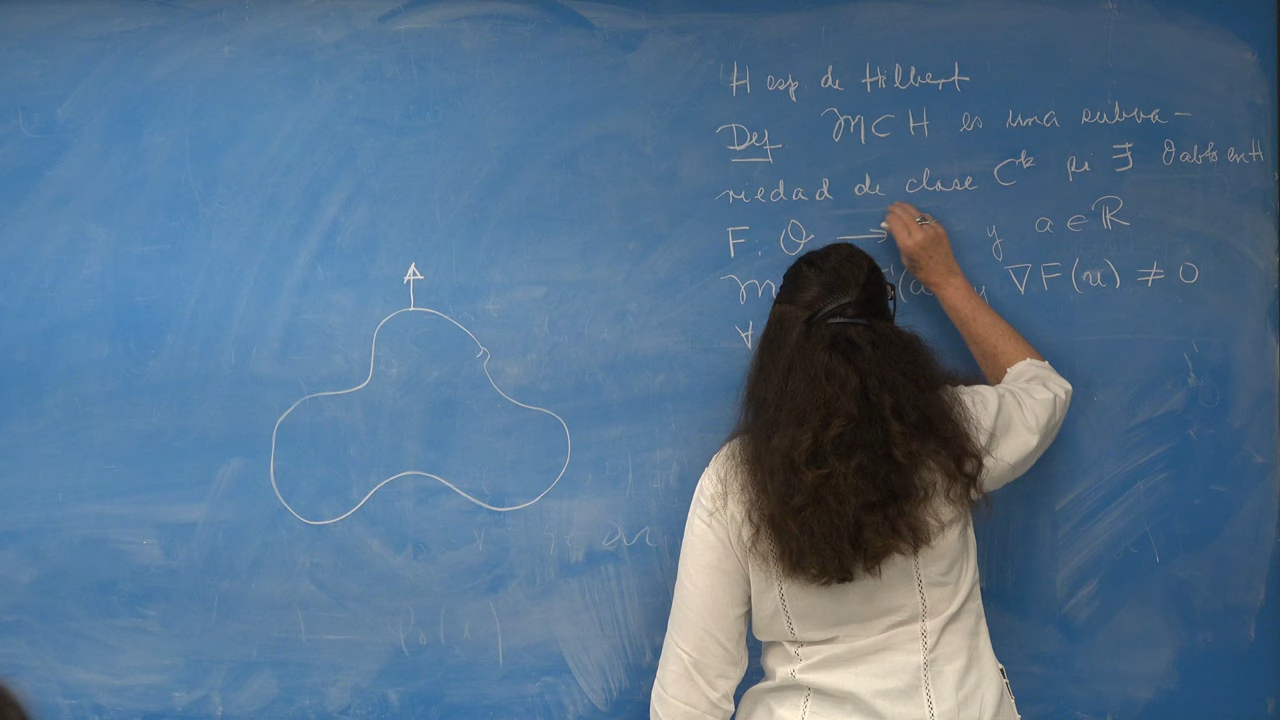 H esp de Hilbert
Def. M ⊂ H es una subva-
riedad de clase C^k si ∃ O abto en H
F: O → y a ∈ ℝ
M (a) y ∇F(u) ≠ 0
∀